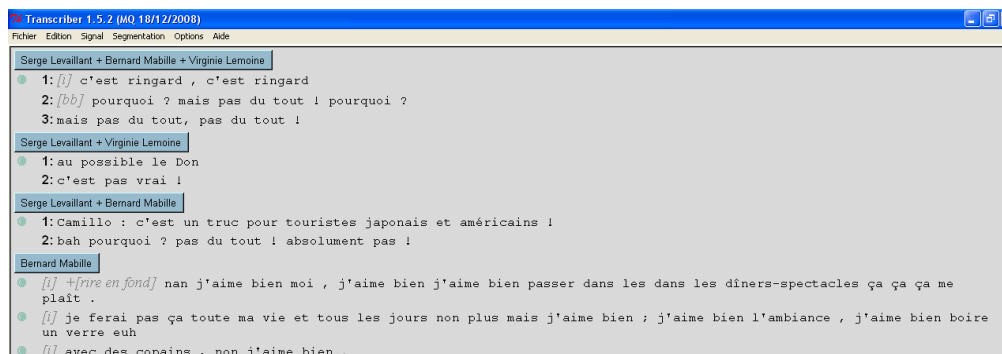 Transcriber 1.5.2 (MQ 18/12/2008)
Fichier Edition Signal Segmentation Options Aide
Serge Levaillant + Bernard Mabille + Virginie Lemoine
1: [i] c'est ringard , c'est ringard
2: [bb] pourquoi ? mais pas du tout ! pourquoi ?
3: mais pas du tout, pas du tout !
Serge Levaillant + Virginie Lemoine
1: au possible le Don
2: c'est pas vrai !
Serge Levaillant + Bernard Mabille
1: Camillo : c'est un truc pour touristes japonais et américains !
2: bah pourquoi ? pas du tout ! absolument pas !
Bernard Mabille
[i] +[rire en fond] nan j'aime bien moi , j'aime bien j'aime bien passer dans les dans les dîners-spectacles ça ça ça me
plaît .
[i] je ferai pas ça toute ma vie et tous les jours non plus mais j'aime bien ; j'aime bien l'ambiance , j'aime bien boire
un verre euh
[i] avec des copains , non j'aime bien .